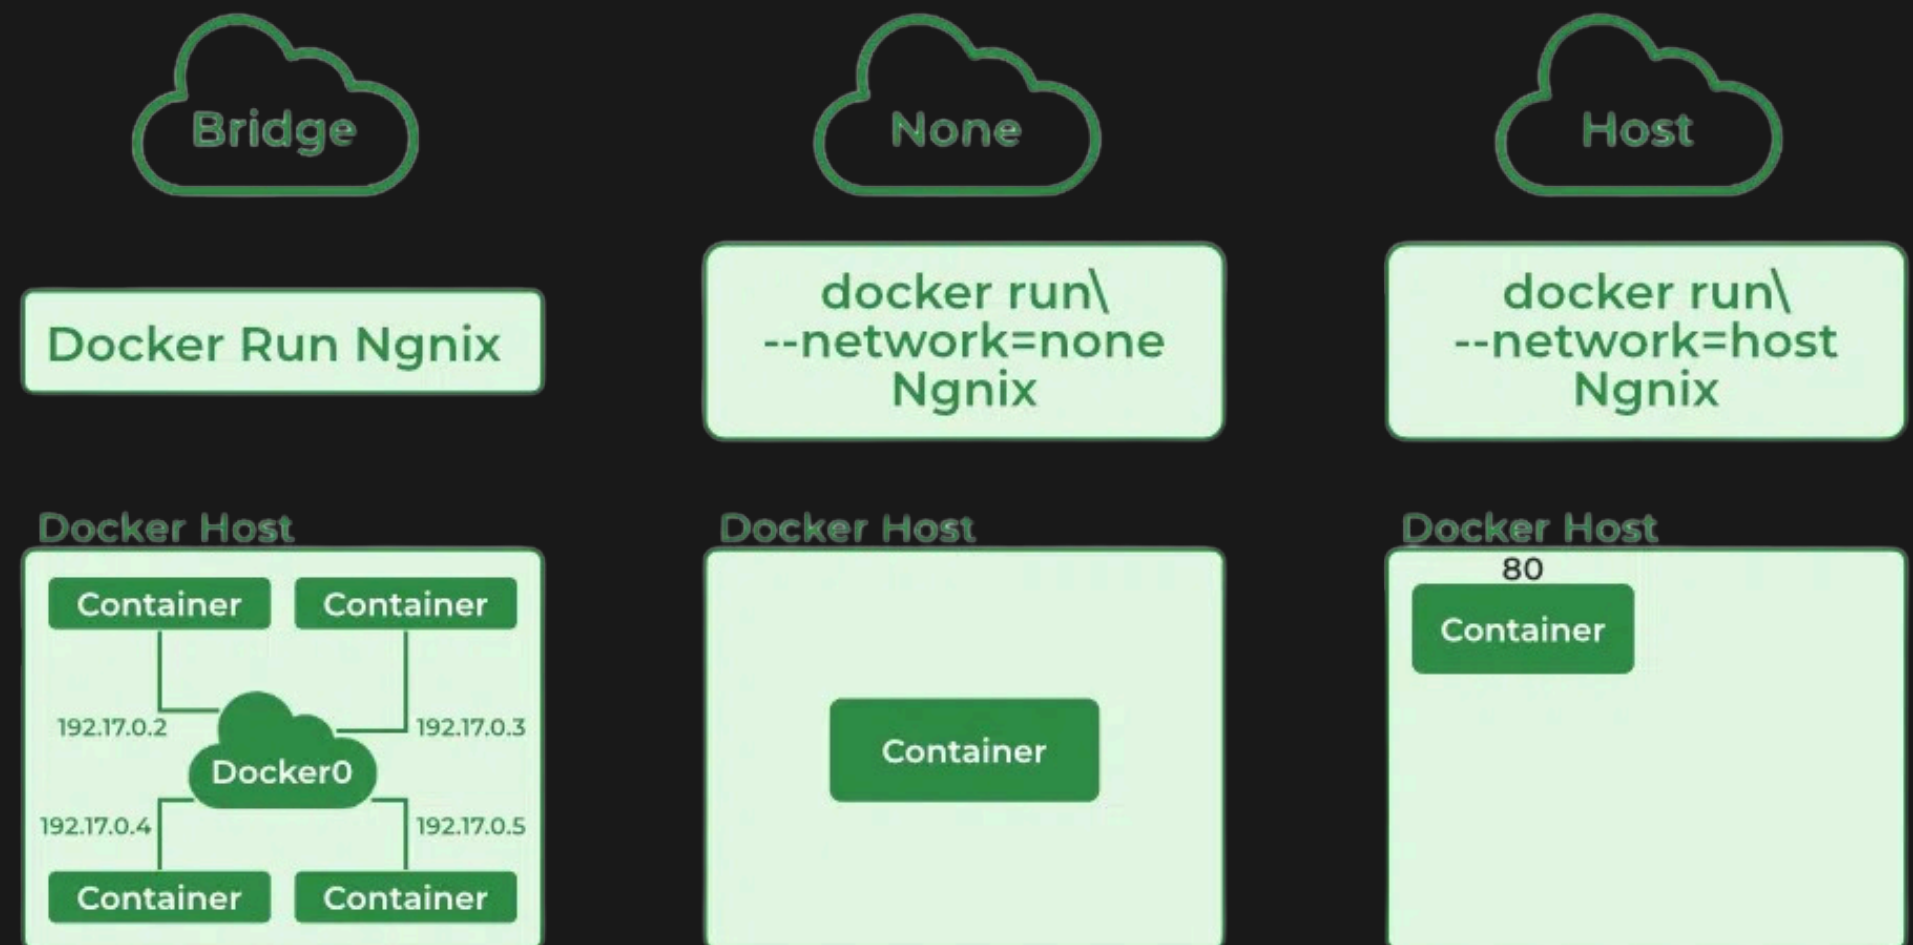 Bridge
None
Host
Docker Run Ngnix
docker run\
--network=none
Ngnix
docker run\
--network=host
Ngnix
Docker Host
Container
Container
192.17.0.2
192.17.0.3
Docker0
192.17.0.4
192.17.0.5
Container
Container
Docker Host
Container
Docker Host
80
Container